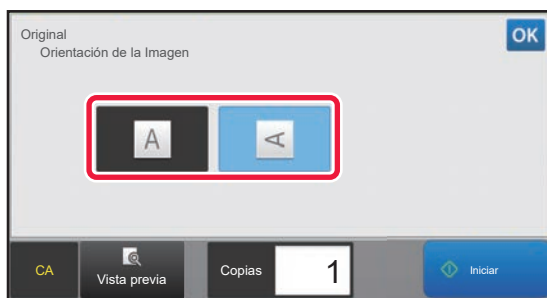 Original
Orientación de la Imagen
OK
A
A
CA
Vista previa
Copias
1
Iniciar